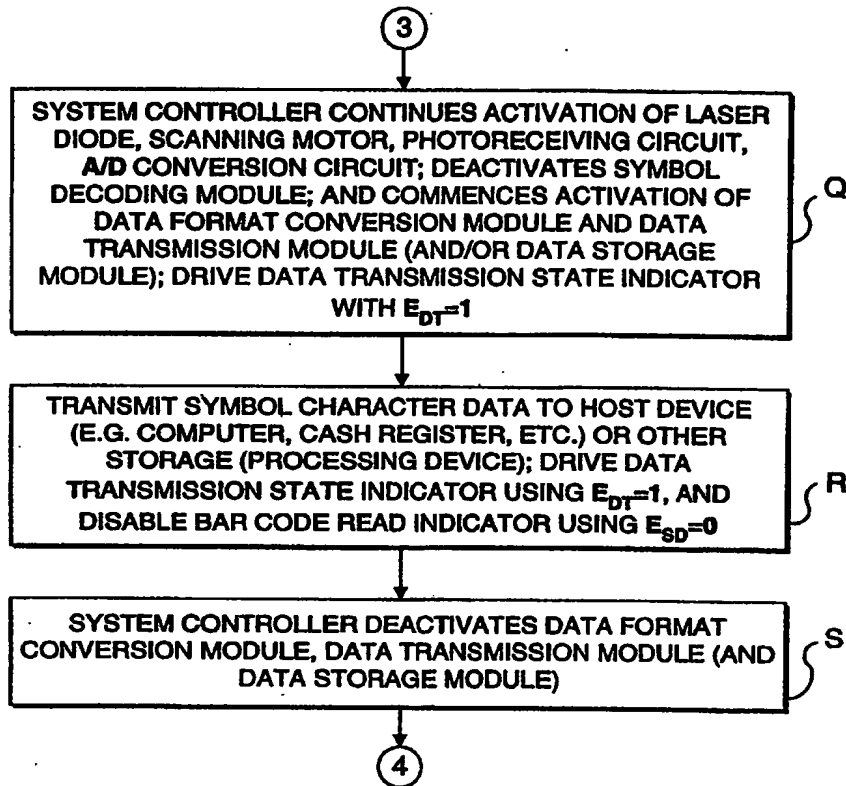 3
SYSTEM CONTROLLER CONTINUES ACTIVATION OF LASER
DIODE, SCANNING MOTOR, PHOTORECEIVING CIRCUIT,
A/D CONVERSION CIRCUIT; DEACTIVATES SYMBOL
DECODING MODULE; AND COMMENCES ACTIVATION OF
DATA FORMAT CONVERSION MODULE AND DATA
TRANSMISSION MODULE (AND/OR DATA STORAGE
MODULE); DRIVE DATA TRANSMISSION STATE INDICATOR
WITH E_DT=1
Q
TRANSMIT SYMBOL CHARACTER DATA TO HOST DEVICE
(E.G. COMPUTER, CASH REGISTER, ETC.) OR OTHER
STORAGE (PROCESSING DEVICE); DRIVE DATA
TRANSMISSION STATE INDICATOR USING E_DT=1, AND
DISABLE BAR CODE READ INDICATOR USING E_SD=0
R
SYSTEM CONTROLLER DEACTIVATES DATA FORMAT
CONVERSION MODULE, DATA TRANSMISSION MODULE (AND
DATA STORAGE MODULE)
S
4